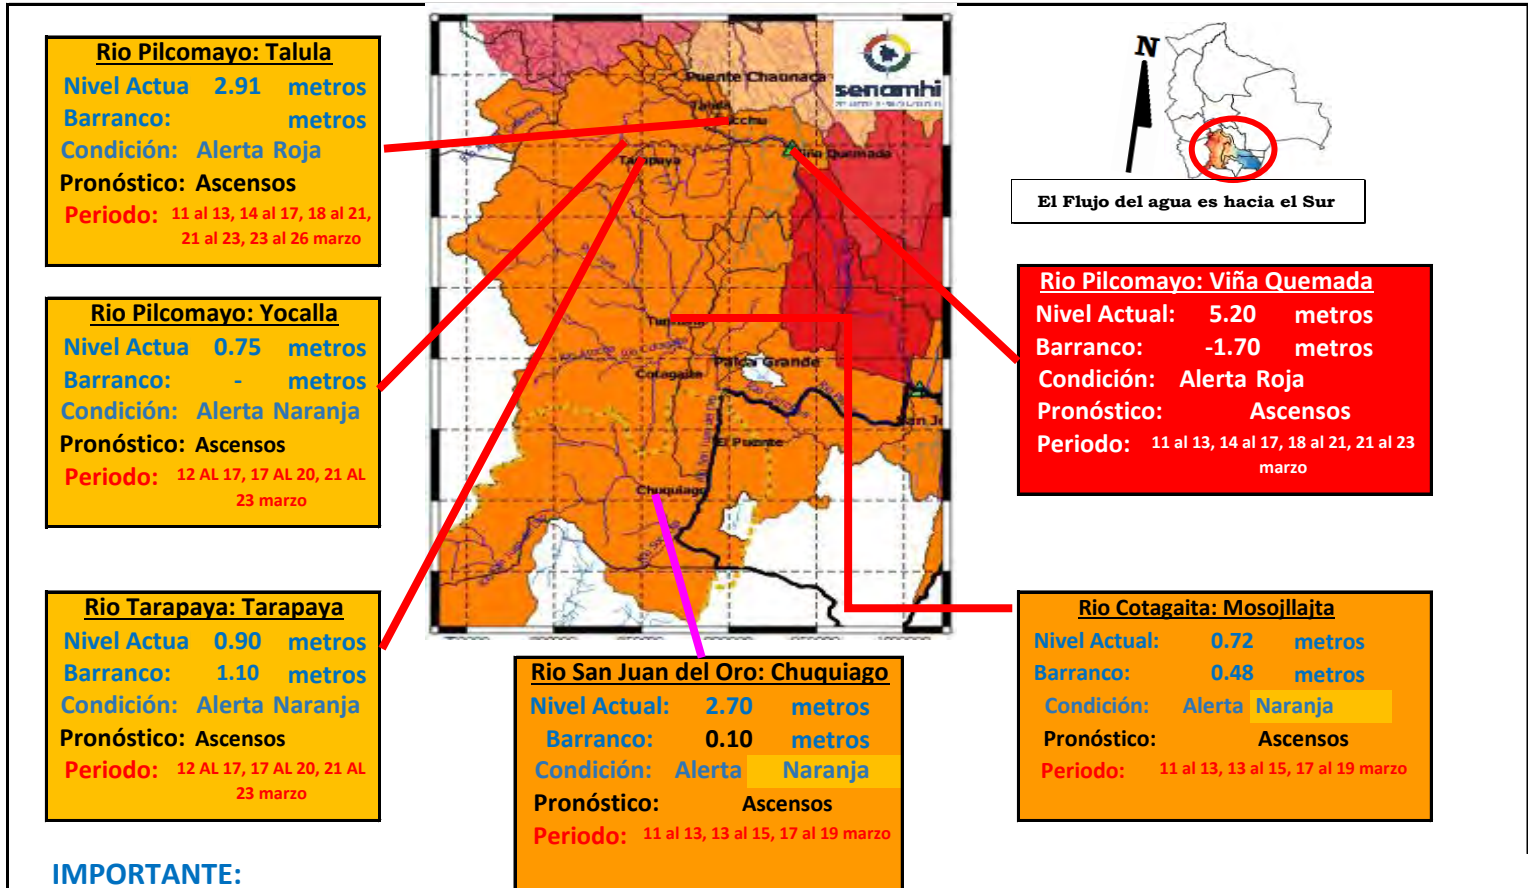 Rio Pilcomayo: Talula
Nivel Actua 2.91 metros
Barranco: metros
Condición: Alerta Roja
Pronóstico: Ascensos
Periodo: 11 al 13, 14 al 17, 18 al 21,
21 al 23, 23 al 26 marzo
Rio Pilcomayo: Yocalla
Nivel Actua 0.75 metros
Barranco: - metros
Condición: Alerta Naranja
Pronóstico: Ascensos
Periodo: 12 AL 17, 17 AL 20, 21 AL
23 marzo
Rio Tarapaya: Tarapaya
Nivel Actua 0.90 metros
Barranco: 1.10 metros
Condición: Alerta Naranja
Pronóstico: Ascensos
Periodo: 12 AL 17, 17 AL 20, 21 AL
23 marzo
IMPORTANTE:
senamhi
Puente Chaunaca
Talula
Tarapaya
Viña Quemada
Palca Grande
Cotagaita
El Puente
Chuquiago
Rio San Juan del Oro: Chuquiago
Nivel Actual: 2.70 metros
Barranco: 0.10 metros
Condición: Alerta Naranja
Pronóstico: Ascensos
Periodo: 11 al 13, 13 al 15, 17 al 19 marzo
N
El Flujo del agua es hacia el Sur
Rio Pilcomayo: Viña Quemada
Nivel Actual: 5.20 metros
Barranco: -1.70 metros
Condición: Alerta Roja
Pronóstico: Ascensos
Periodo: 11 al 13, 14 al 17, 18 al 21, 21 al 23
marzo
Rio Cotagaita: Mosojllajta
Nivel Actual: 0.72 metros
Barranco: 0.48 metros
Condición: Alerta Naranja
Pronóstico: Ascensos
Periodo: 11 al 13, 13 al 15, 17 al 19 marzo